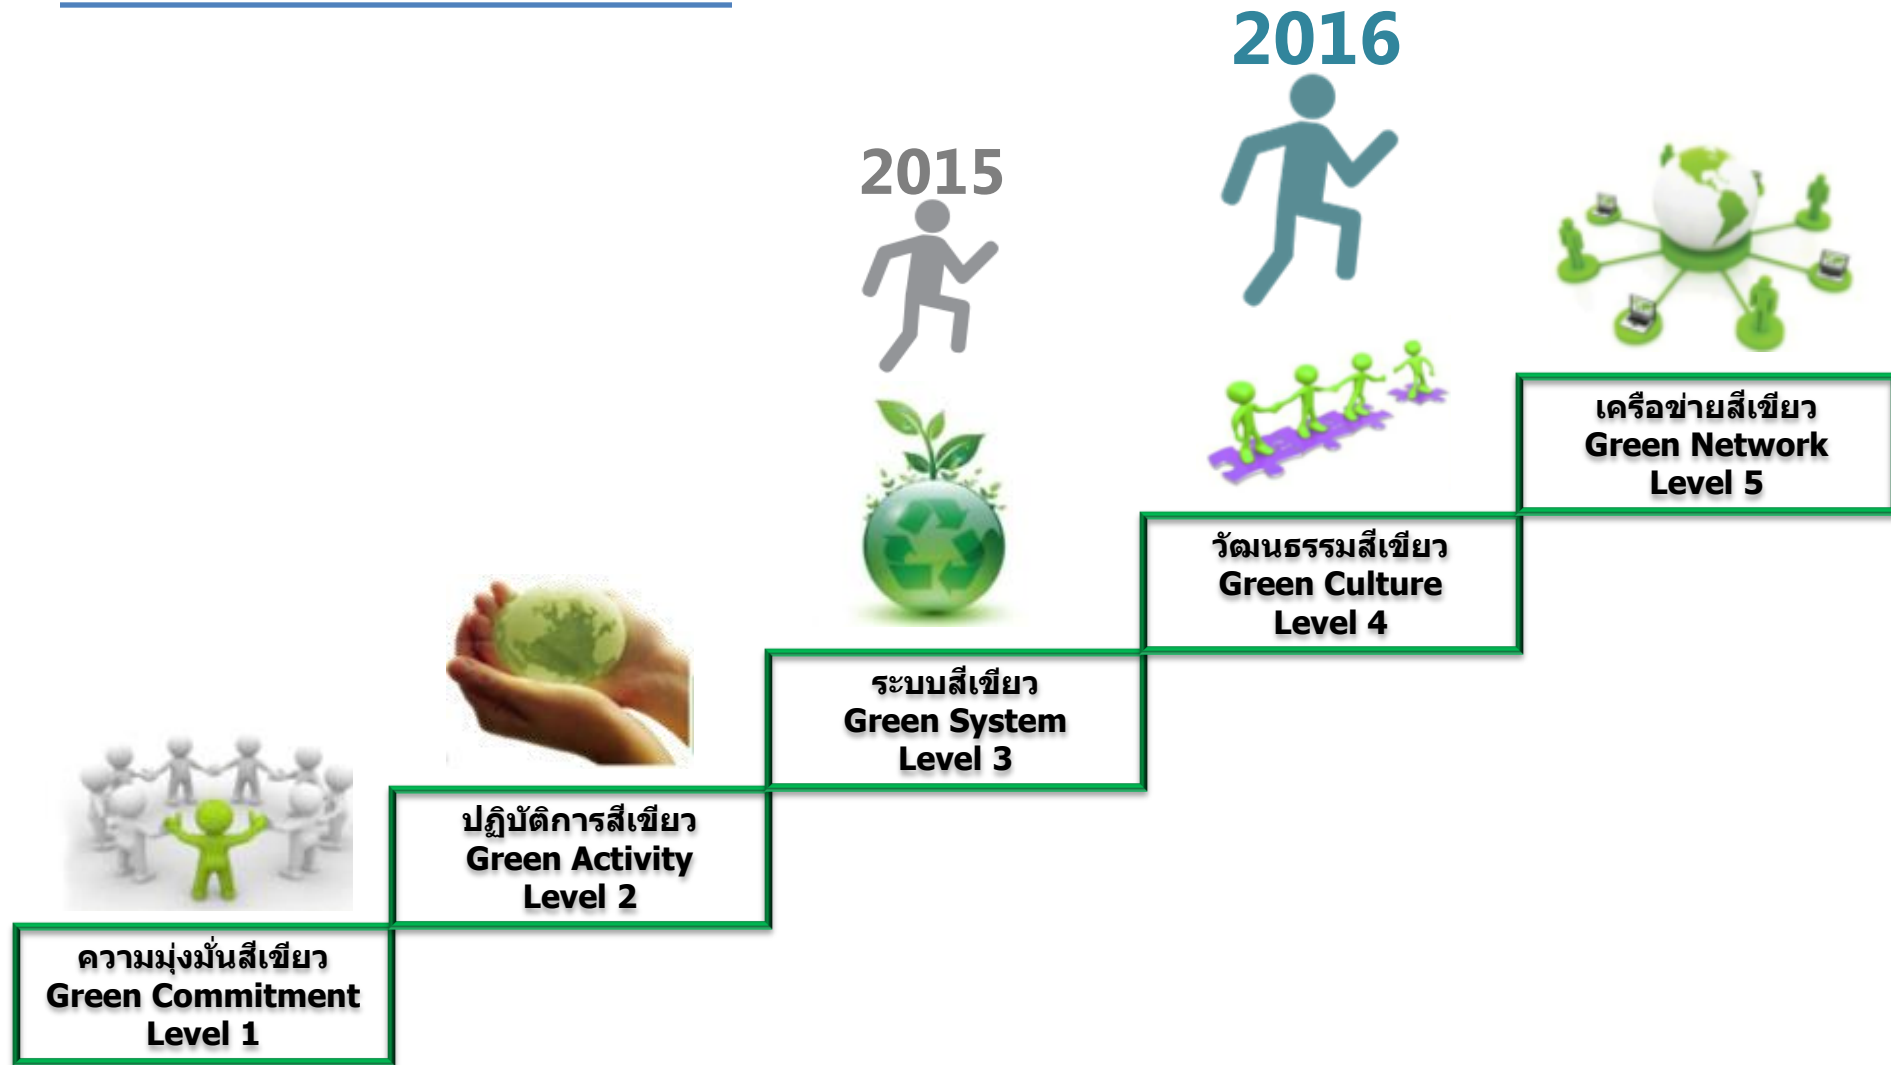 2016
2015
เครือข่ายสีเขียว
Green Network
Level 5
วัฒนธรรมสีเขียว
Green Culture
Level 4
ระบบสีเขียว
Green System
Level 3
ปฏิบัติการสีเขียว
Green Activity
Level 2
ความมุ่งมั่นสีเขียว
Green Commitment
Level 1